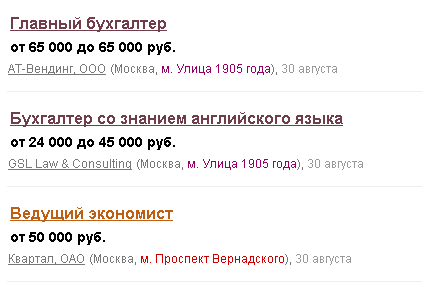 Главный бухгалтер
от 65 000 до 65 000 руб.
АТ-Вендинг, ООО (Москва, м. Улица 1905 года), 30 августа
Бухгалтер со знанием английского языка
от 24 000 до 45 000 руб.
GSL Law & Consulting (Москва, м. Улица 1905 года), 30 августа
Ведущий экономист
от 50 000 руб.
Квартал, ОАО (Москва, м. Проспект Вернадского), 30 августа